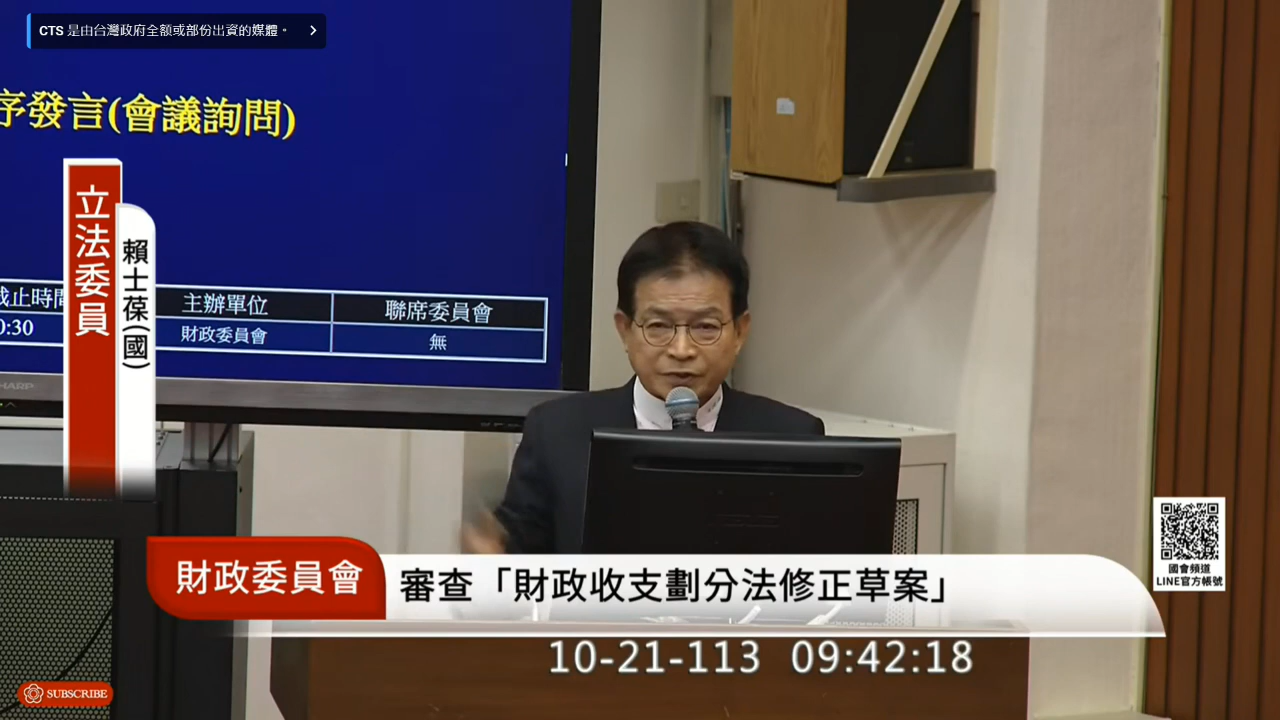 CTS 是由台灣政府全額或部份出資的媒體。
序發言(會議詢問)
立法委員
賴士葆(國)
截止時間 主辦單位 聯席委員會
0:30 財政委員會 無
SHARP
國會頻道
LINE官方帳號
財政委員會
審查「財政收支劃分法修正草案」
10-21-113 09:42:18
SUBSCRIBE